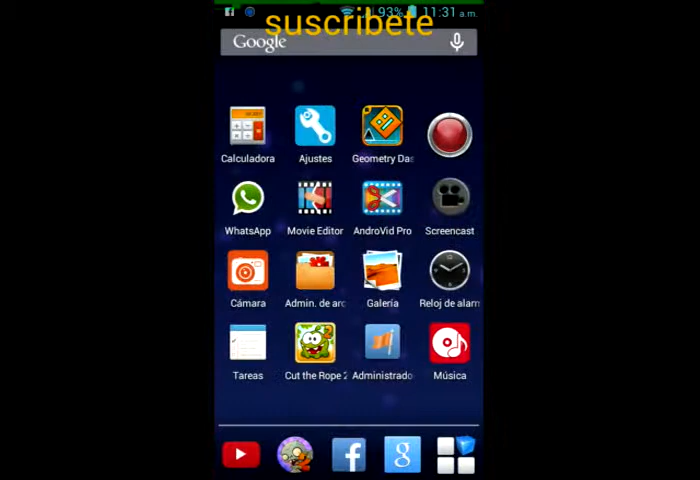 93% 11:31 a.m.
suscribete
Google
Calculadora Ajustes Geometry Das
WhatsApp Movie Editor AndroVid Pro Screencast
Cámara Admin. de arc Galería Reloj de alarm
Tareas Cut the Rope 2 Administrado Música